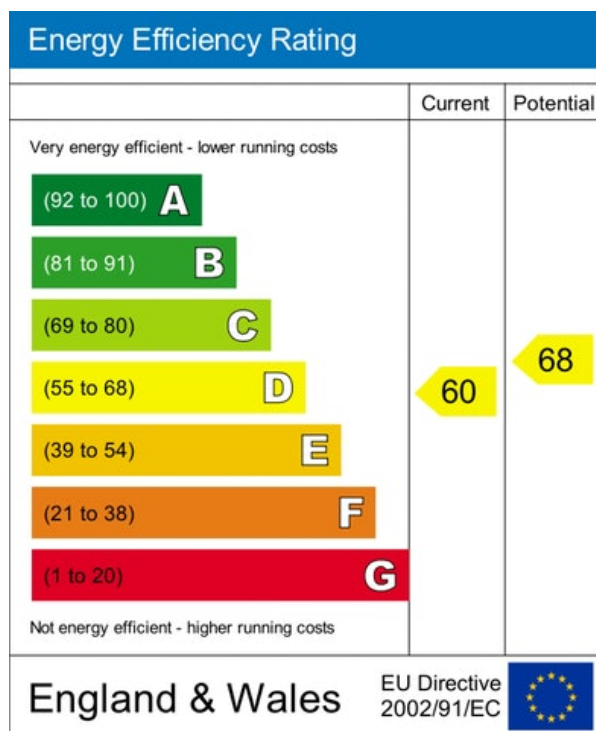 Energy Efficiency Rating
Current Potential
Very energy efficient - lower running costs
(92 to 100) A
(81 to 91) B
(69 to 80) C
(55 to 68) D
60
68
(39 to 54) E
(21 to 38) F
(1 to 20) G
Not energy efficient - higher running costs
England & Wales
EU Directive
2002/91/EC